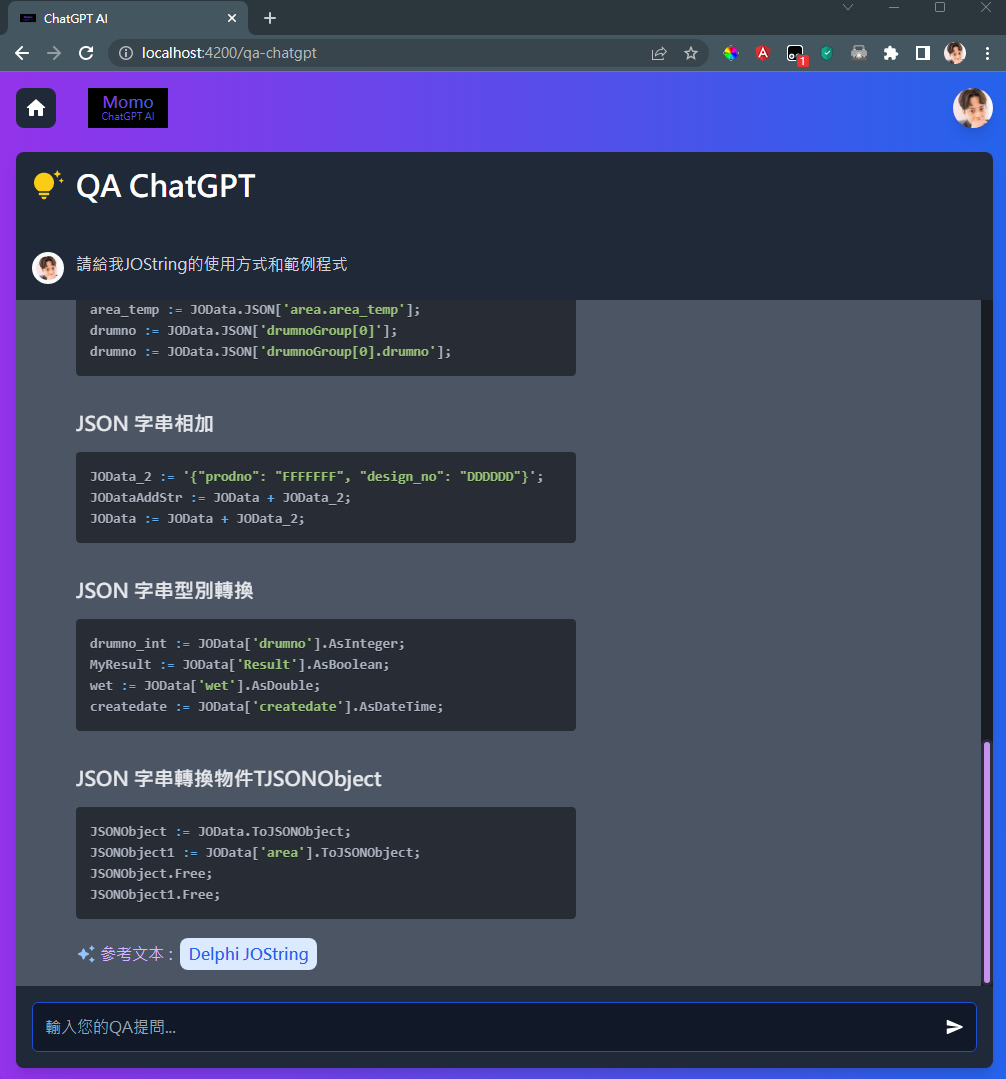 ChatGPT AI
localhost:4200/qa-chatgpt
1
Momo
ChatGPT AI
QA ChatGPT
請給我JOString的使用方式和範例程式
area_temp := JOData.JSON['area.area_temp'];
drumno := JOData.JSON['drumnoGroup[0]'];
drumno := JOData.JSON['drumnoGroup[0].drumno'];
JSON 字串相加
JOData_2 := '{"prodno": "FFFFFFF", "design_no": "DDDDDD"}';
JODataAddStr := JOData + JOData_2;
JOData := JOData + JOData_2;
JSON 字串型別轉換
drumno_int := JOData['drumno'].AsInteger;
MyResult := JOData['Result'].AsBoolean;
wet := JOData['wet'].AsDouble;
createdate := JOData['createdate'].AsDateTime;
JSON 字串轉換物件TJSONObject
JSONObject := JOData.ToJSONObject;
JSONObject1 := JOData['area'].ToJSONObject;
JSONObject.Free;
JSONObject1.Free;
參考文本 : Delphi JOString
輸入您的QA提問...